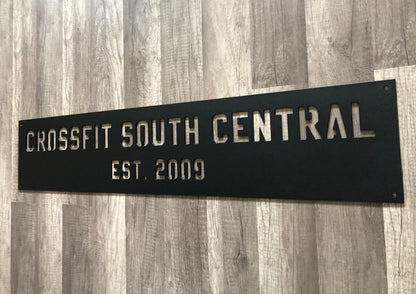 CROSSFIT SOUTH CENTRAL
EST. 2009